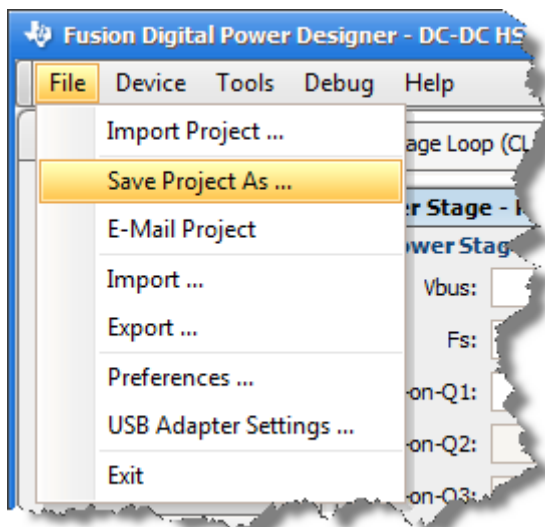 Fusion Digital Power Designer - DC-DC HS
File Device Tools Debug Help
Import Project ...
age Loop (CL
Save Project As ...
r Stage -
E-Mail Project
ower Stag
Import ...
Vbus:
Export ...
Fs:
Preferences ...
-on-Q1:
USB Adapter Settings ...
-on-Q2:
Exit
-on-Q3: